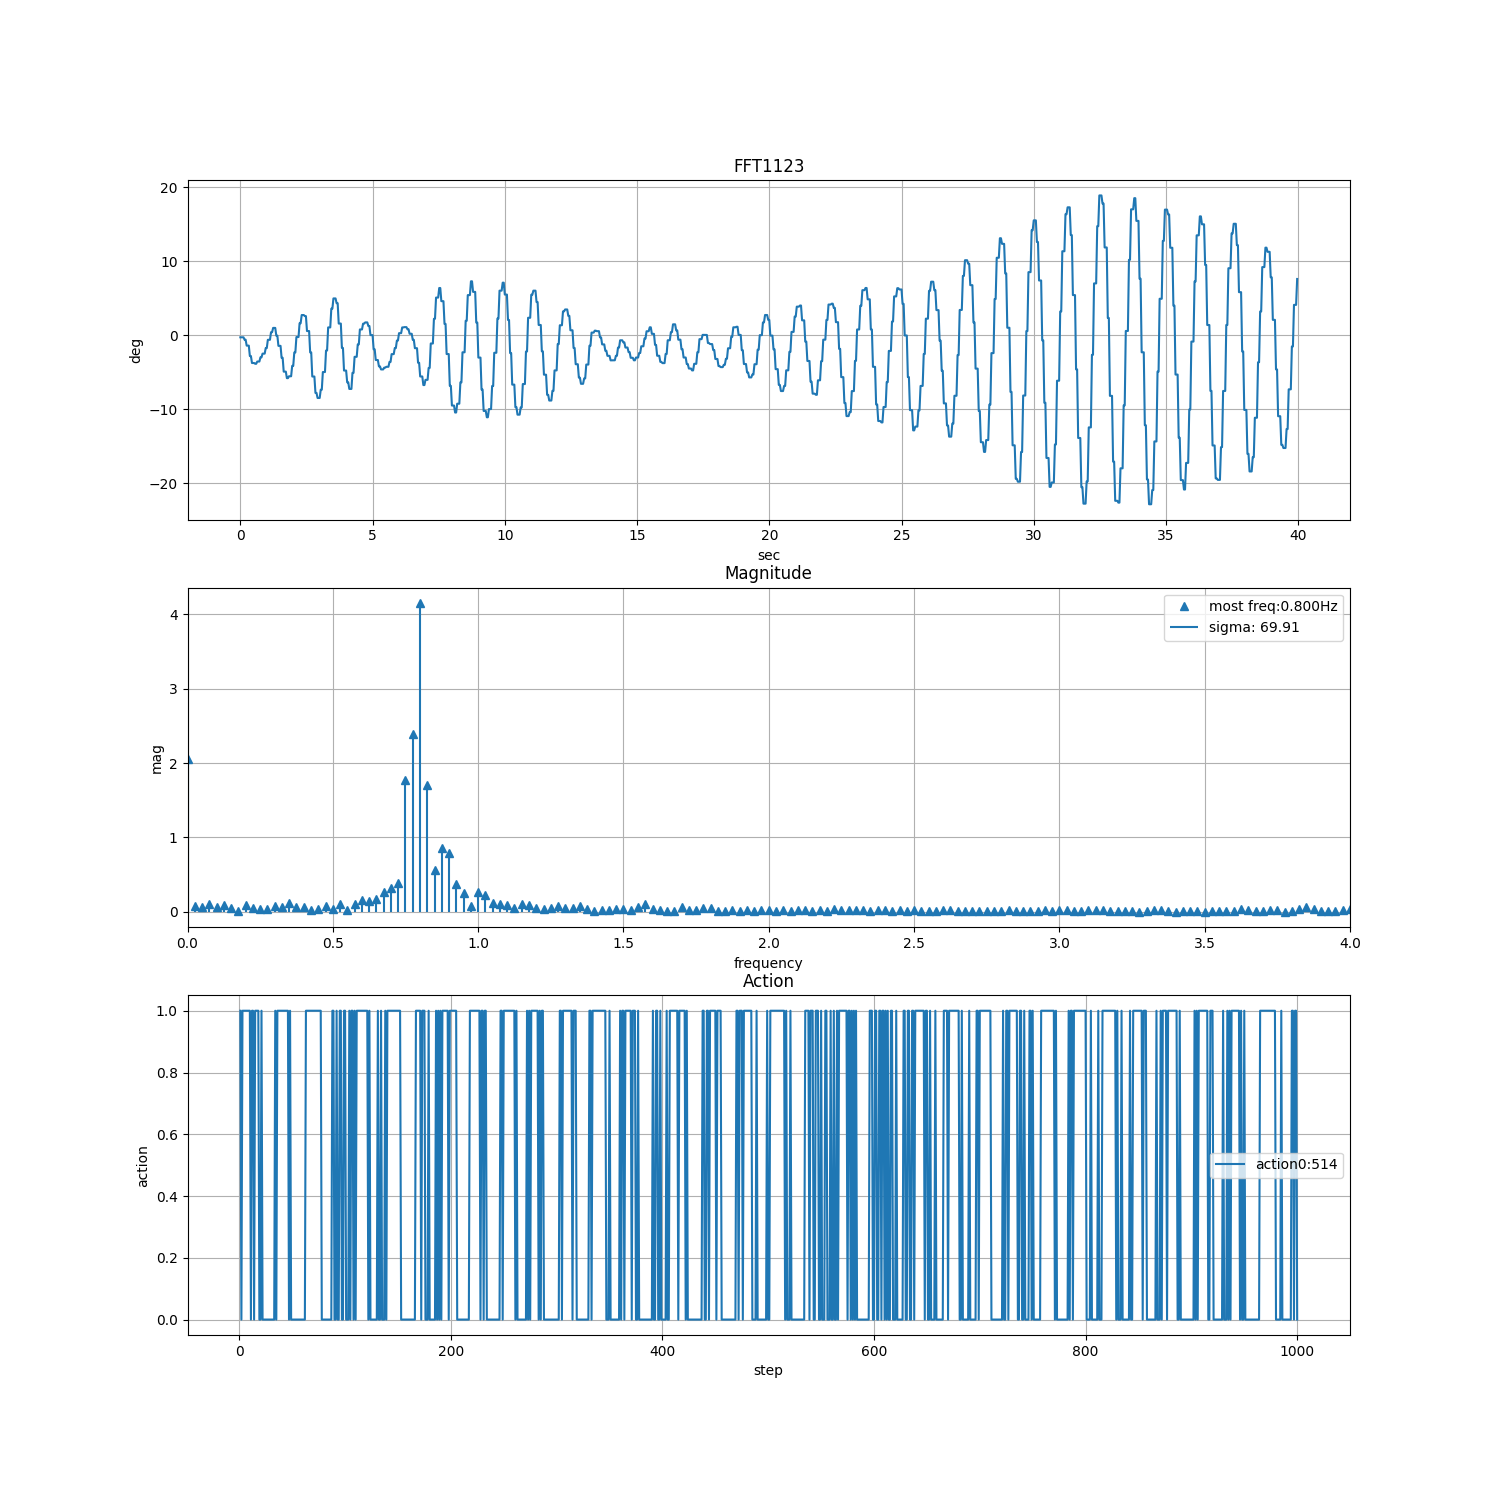 FFT1123
20
10
0
−10
−20
deg
0 5 10 15 20 25 30 35 40
sec
Magnitude
most freq:0.800Hz
sigma: 69.91
4
3
2
1
0
mag
0.0 0.5 1.0 1.5 2.0 2.5 3.0 3.5 4.0
frequency
Action
1.0
0.8
0.6
0.4
0.2
0.0
action
action0:514
0 200 400 600 800 1000
step